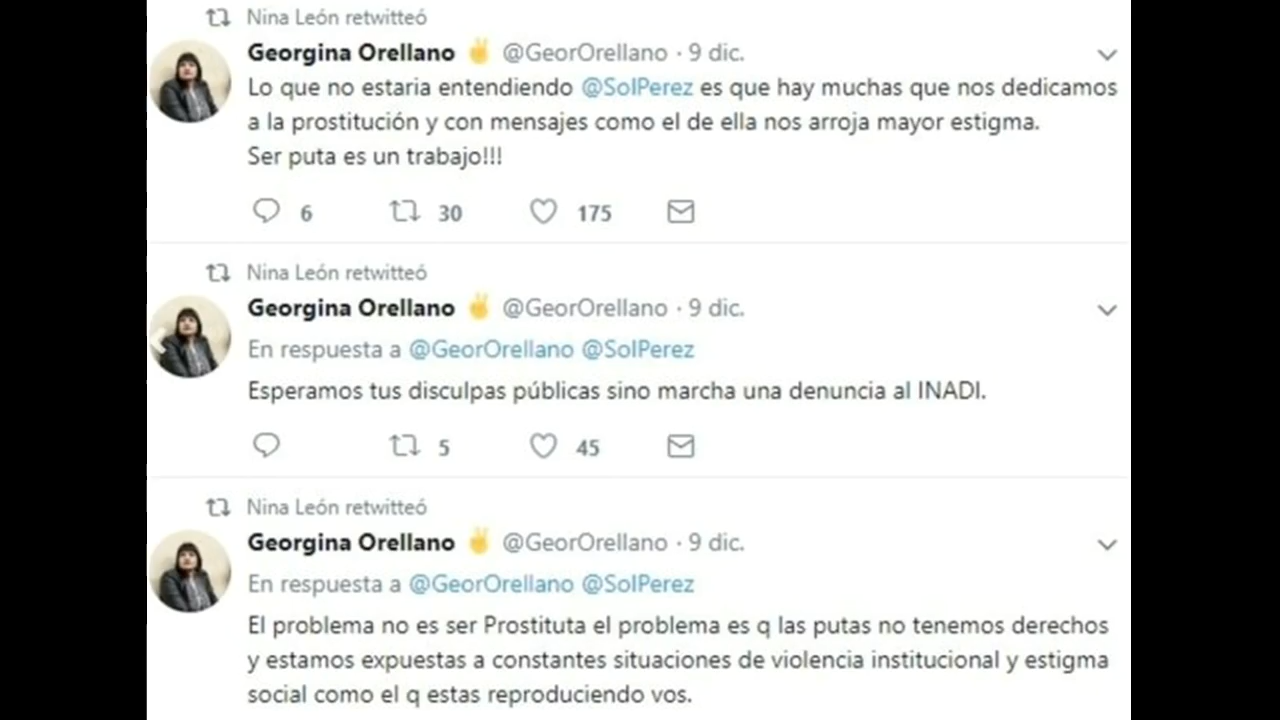 Nina León retwitteó
Georgina Orellano ✌ @GeorOrellano · 9 dic.
Lo que no estaria entendiendo @SolPerez es que hay muchas que nos dedicamos
a la prostitución y con mensajes como el de ella nos arroja mayor estigma.
Ser puta es un trabajo!!!
6 30 175
Nina León retwitteó
Georgina Orellano ✌ @GeorOrellano · 9 dic.
En respuesta a @GeorOrellano @SolPerez
Esperamos tus disculpas públicas sino marcha una denuncia al INADI.
5 45
Nina León retwitteó
Georgina Orellano ✌ @GeorOrellano · 9 dic.
En respuesta a @GeorOrellano @SolPerez
El problema no es ser Prostituta el problema es q las putas no tenemos derechos
y estamos expuestas a constantes situaciones de violencia institucional y estigma
social como el q estas reproduciendo vos.